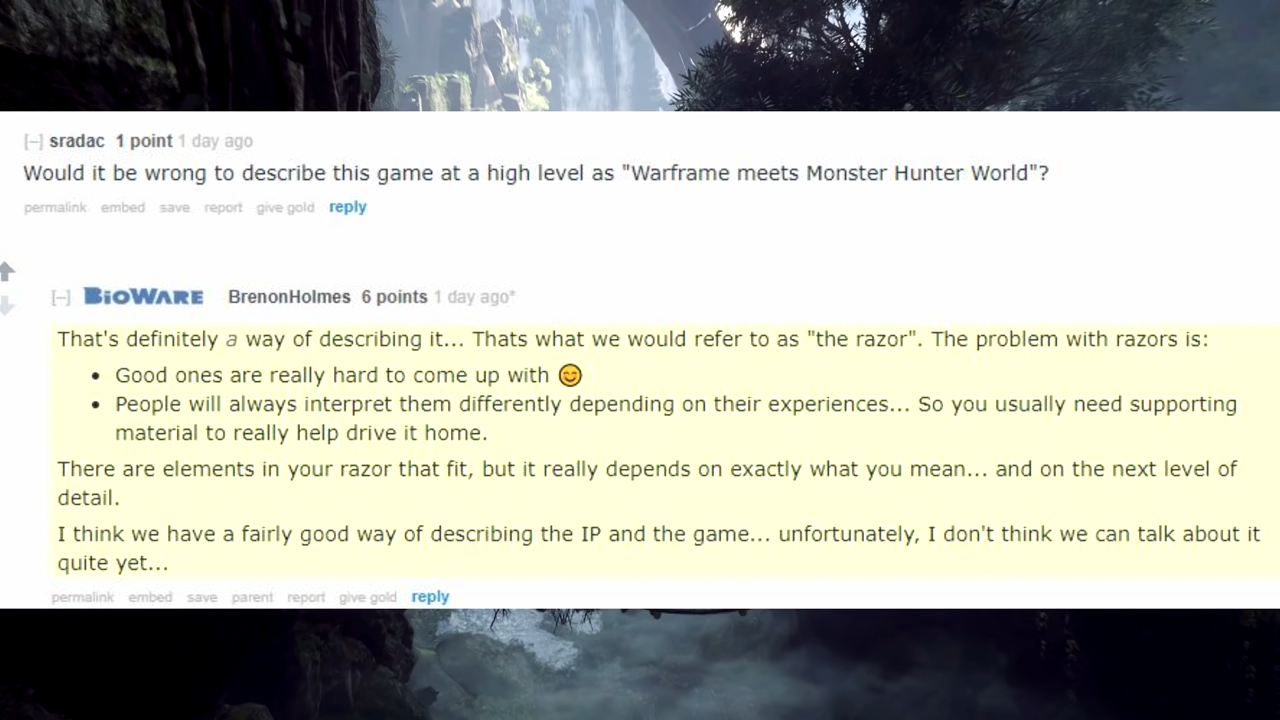 [–] sradac 1 point 1 day ago
Would it be wrong to describe this game at a high level as "Warframe meets Monster Hunter World"?
permalink embed save report give gold reply
[–] BIOWARE BrenonHolmes 6 points 1 day ago*
That's definitely a way of describing it... Thats what we would refer to as "the razor". The problem with razors is:
• Good ones are really hard to come up with 😊
• People will always interpret them differently depending on their experiences... So you usually need supporting
material to really help drive it home.
There are elements in your razor that fit, but it really depends on exactly what you mean... and on the next level of
detail.
I think we have a fairly good way of describing the IP and the game... unfortunately, I don't think we can talk about it
quite yet...
permalink embed save parent report give gold reply